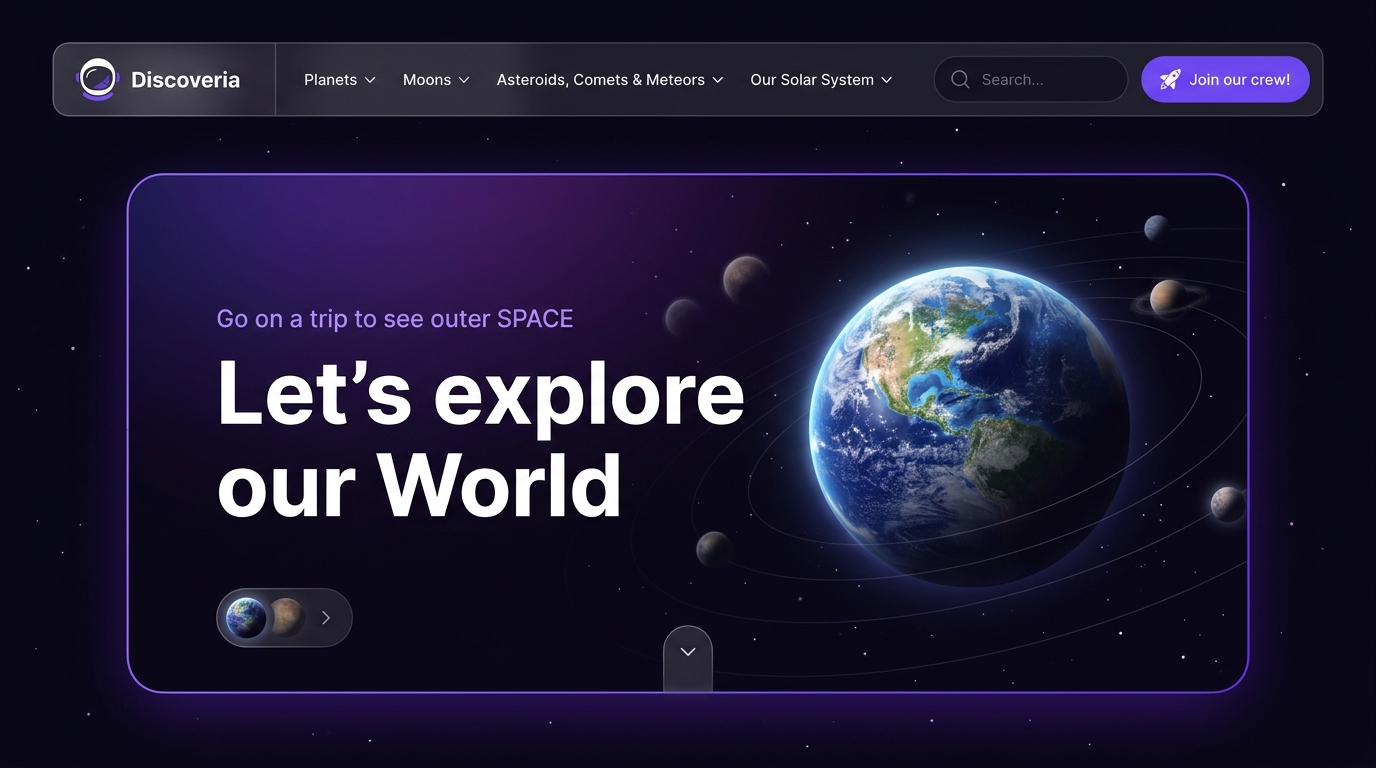 Discoveria
Planets
Moons
Asteroids, Comets & Meteors
Our Solar System
Search...
Join our crew!
Go on a trip to see outer SPACE
Let’s explore
our World